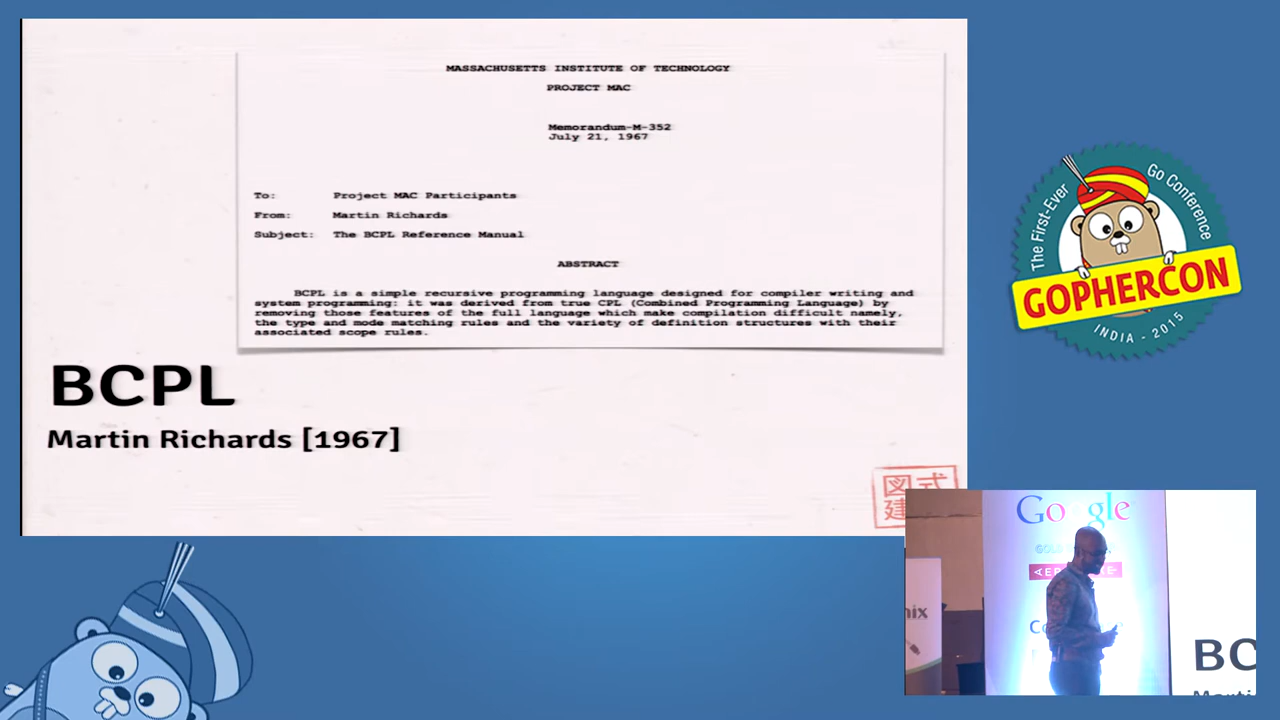 MASSACHUSETTS INSTITUTE OF TECHNOLOGY
PROJECT MAC
Memorandum-M-352
July 21, 1967
To: Project MAC Participants
From: Martin Richards
Subject: The BCPL Reference Manual
ABSTRACT
BCPL is a simple recursive programming language designed for compiler writing and
system programming: it was derived from true CPL (Combined Programming Language) by
removing those features of the full language which make compilation difficult namely,
the type and mode matching rules and the variety of definition structures with their
associated scope rules.
BCPL
Martin Richards [1967]
図式
建
The First-Ever Go Conference
GOPHERCON
INDIA - 2015
Google
BC